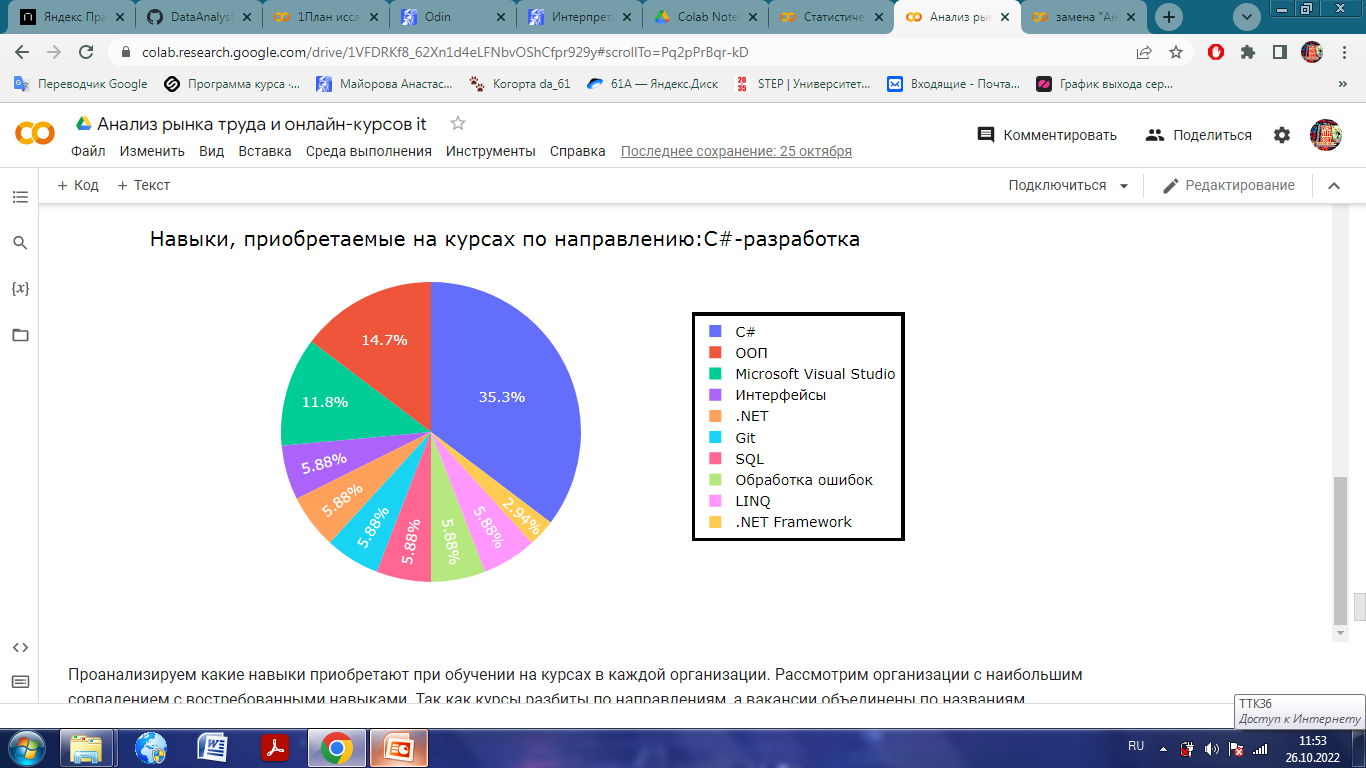 Яндекс Пра
DataAnalyst
1План иссл
Odin
Интерпрет
Colab Note
Статистиче
Анализ рын
замена "Ан
colab.research.google.com/drive/1VFDRKf8_62Xn1d4eLFNbvOShCfpr929y#scrollTo=Pq2pPrBqr-kD
Переводчик Google
Программа курса ·...
Майорова Анастас...
Когорта da_61
61А — Яндекс.Диск
20 35
STEP | Университет...
Входящие - Почта...
График выхода сер...
»
Анализ рынка труда и онлайн-курсов it
Комментировать
Поделиться
Файл Изменить Вид Вставка Среда выполнения Инструменты Справка Последнее сохранение: 25 октября
+ Код + Текст
Подключиться
Редактирование
{x}
Навыки, приобретаемые на курсах по направлению:C#-разработка
14.7%
35.3%
11.8%
5.88%
5.88%
5.88%
5.88%
5.88%
5.88%
2.94%
C#
ООП
Microsoft Visual Studio
Интерфейсы
.NET
Git
SQL
Обработка ошибок
LINQ
.NET Framework
<>
Проанализируем какие навыки приобретают при обучении на курсах в каждой организации. Рассмотрим организации с наибольшим
совпадением с востребованными навыками. Так как курсы разбиты по направлениям, а вакансии объединены по названиям
TTK36
Доступ к Интернету
RU
11:53
26.10.2022